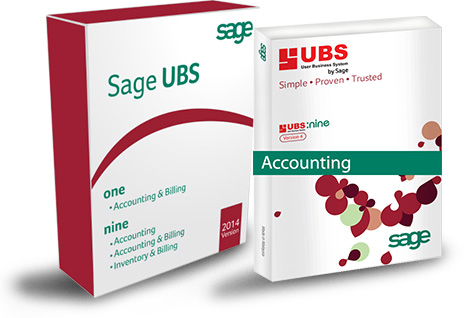 sage
Sage UBS
one
• Accounting & Billing
nine
• Accounting
• Accounting & Billing
• Inventory & Billing
2014
Version
UBS
User Business System
by Sage
Simple • Proven • Trusted
UBS:nine
Version 4
Accounting
sage